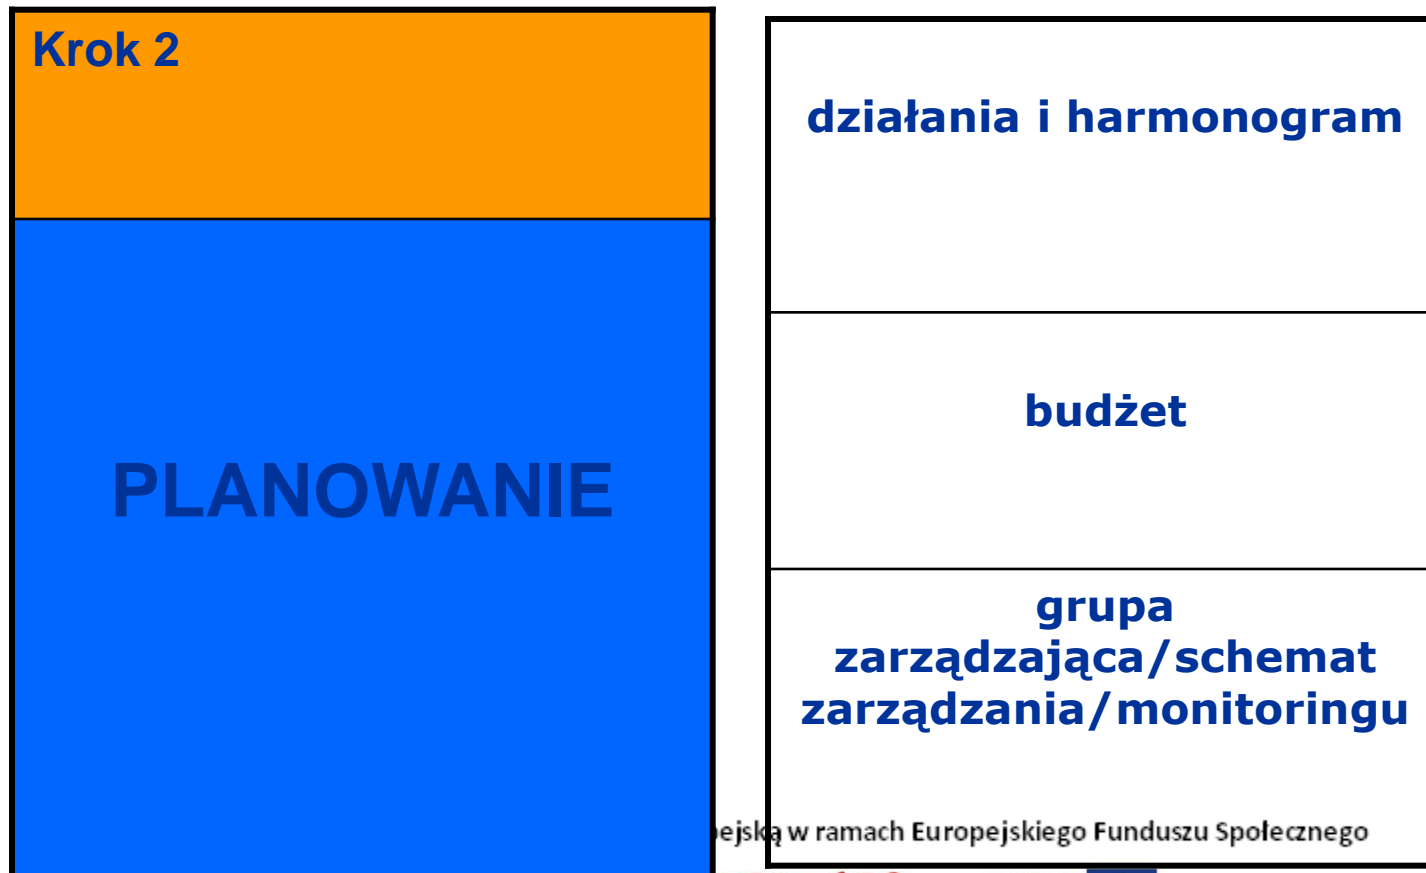 Krok 2
PLANOWANIE
działania i harmonogram
budżet
grupa
zarządzająca/schemat
zarządzania/monitoringu
w ramach Europejskiego Funduszu Społecznego